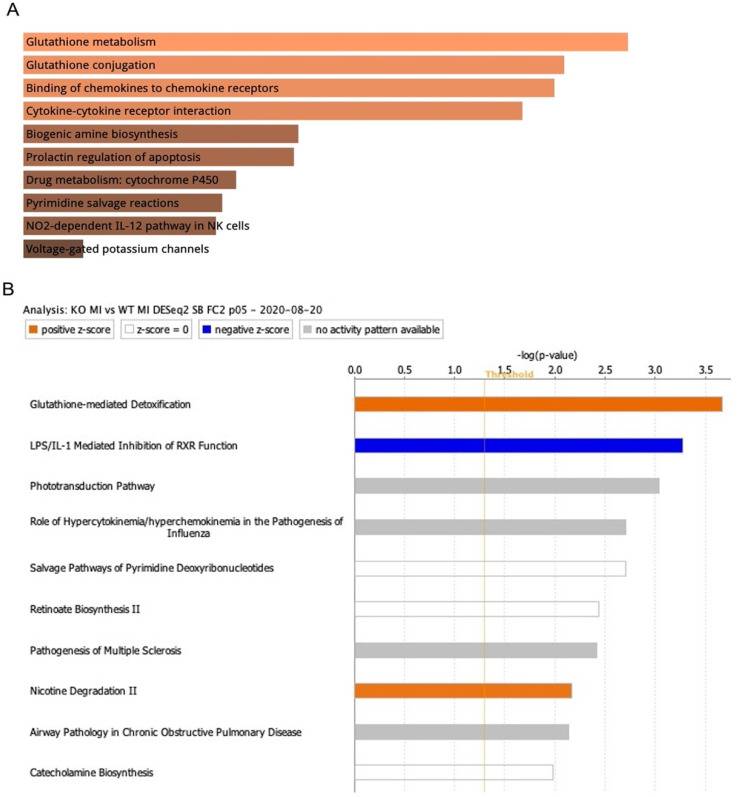 A
Glutathione metabolism
Glutathione conjugation
Binding of chemokines to chemokine receptors
Cytokine-cytokine receptor interaction
Biogenic amine biosynthesis
Prolactin regulation of apoptosis
Drug metabolism: cytochrome P450
Pyrimidine salvage reactions
NO2-dependent IL-12 pathway in NK cells
Voltage-gated potassium channels
B
Analysis: KO MI vs WT MI DESeq2 SB FC2 p05 - 2020-08-20
positive z-score z-score = 0 negative z-score no activity pattern available
-log(p-value)
0.0 0.5 1.0 1.5 2.0 2.5 3.0 3.5
Threshold
Glutathione-mediated Detoxification
LPS/IL-1 Mediated Inhibition of RXR Function
Phototransduction Pathway
Role of Hypercytokinemia/hyperchemokinemia in the Pathogenesis of
Influenza
Salvage Pathways of Pyrimidine Deoxyribonucleotides
Retinoate Biosynthesis II
Pathogenesis of Multiple Sclerosis
Nicotine Degradation II
Airway Pathology in Chronic Obstructive Pulmonary Disease
Catecholamine Biosynthesis